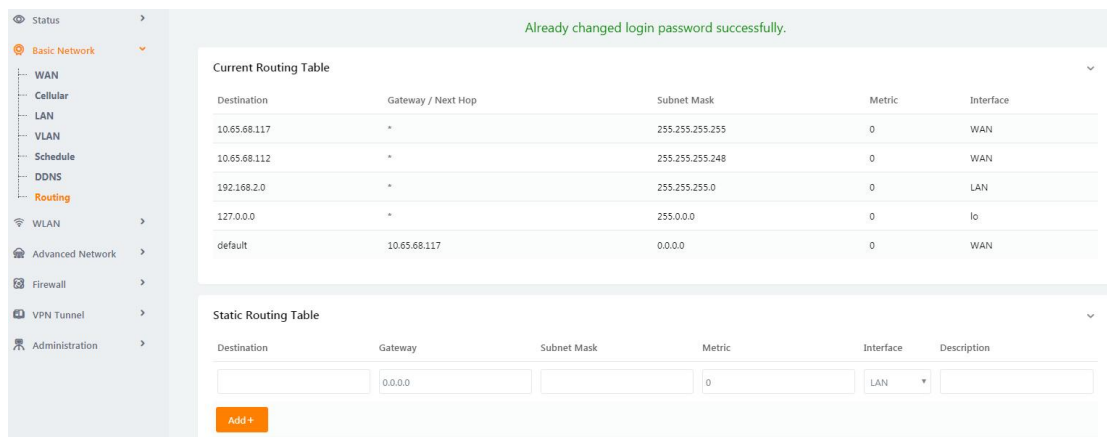 Status
Basic Network
WAN
Cellular
LAN
VLAN
Schedule
DDNS
Routing
WLAN
Advanced Network
Firewall
VPN Tunnel
Administration
Already changed login password successfully.
Current Routing Table
Destination Gateway / Next Hop Subnet Mask Metric Interface
10.65.68.117 * 255.255.255.255 0 WAN
10.65.68.112 * 255.255.255.248 0 WAN
192.168.2.0 * 255.255.255.0 0 LAN
127.0.0.0 * 255.0.0.0 0 lo
default 10.65.68.117 0.0.0.0 0 WAN
Static Routing Table
Destination Gateway Subnet Mask Metric Interface Description
0.0.0.0 0 LAN
Add +